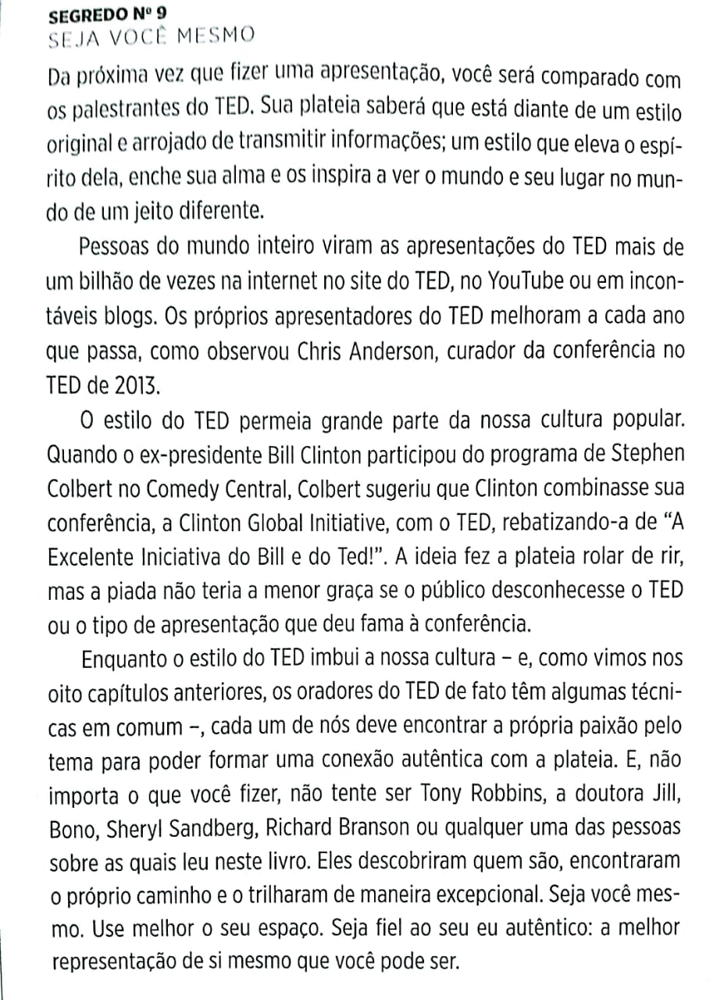 SEGREDO Nº 9
SEJA VOCÊ MESMO
Da próxima vez que fizer uma apresentação, você será comparado com
os palestrantes do TED. Sua plateia saberá que está diante de um estilo
original e arrojado de transmitir informações; um estilo que eleva o espí-
rito dela, enche sua alma e os inspira a ver o mundo e seu lugar no mun-
do de um jeito diferente.
Pessoas do mundo inteiro viram as apresentações do TED mais de
um bilhão de vezes na internet no site do TED, no YouTube ou em incon-
táveis blogs. Os próprios apresentadores do TED melhoram a cada ano
que passa, como observou Chris Anderson, curador da conferência no
TED de 2013.
O estilo do TED permeia grande parte da nossa cultura popular.
Quando o ex-presidente Bill Clinton participou do programa de Stephen
Colbert no Comedy Central, Colbert sugeriu que Clinton combinasse sua
conferência, a Clinton Global Initiative, com o TED, rebatizando-a de “A
Excelente Iniciativa do Bill e do Ted!”. A ideia fez a plateia rolar de rir,
mas a piada não teria a menor graça se o público desconhecesse o TED
ou o tipo de apresentação que deu fama à conferência.
Enquanto o estilo do TED imbui a nossa cultura – e, como vimos nos
oito capítulos anteriores, os oradores do TED de fato têm algumas técni-
cas em comum –, cada um de nós deve encontrar a própria paixão pelo
tema para poder formar uma conexão autêntica com a plateia. E, não
importa o que você fizer, não tente ser Tony Robbins, a doutora Jill,
Bono, Sheryl Sandberg, Richard Branson ou qualquer uma das pessoas
sobre as quais leu neste livro. Eles descobriram quem são, encontraram
o próprio caminho e o trilharam de maneira excepcional. Seja você mes-
mo. Use melhor o seu espaço. Seja fiel ao seu eu autêntico: a melhor
representação de si mesmo que você pode ser.